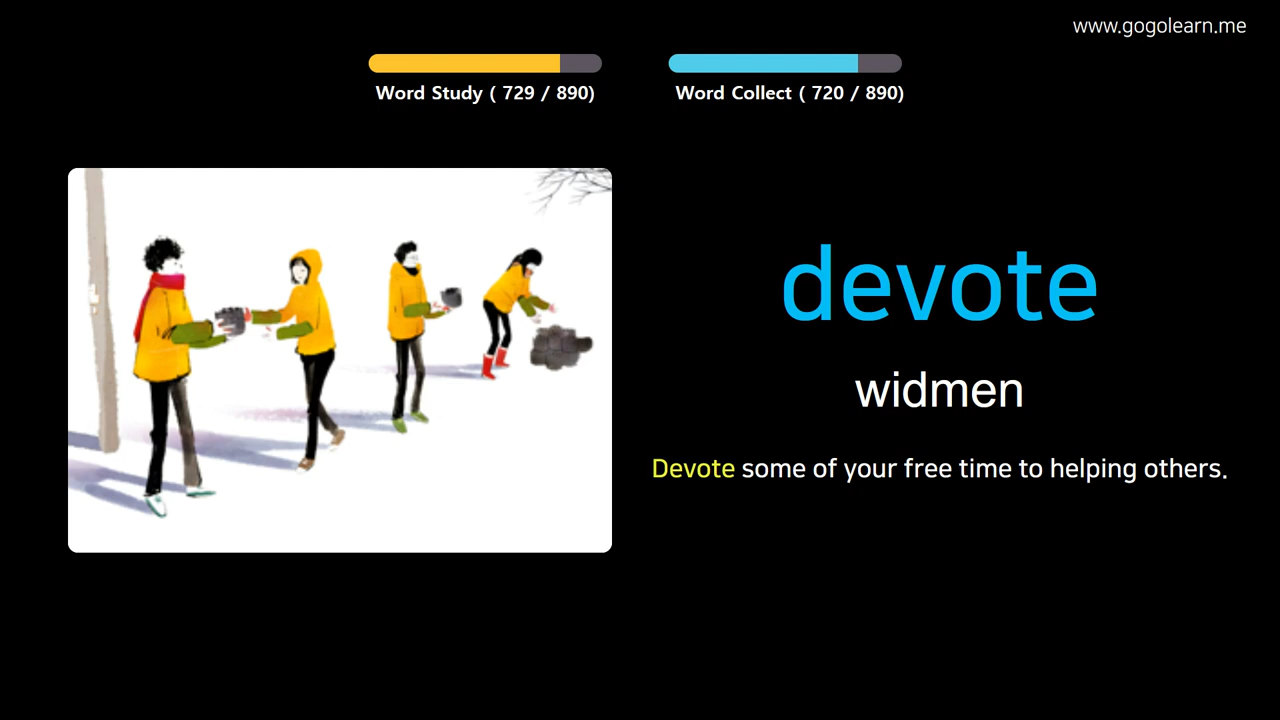 www.gogolearn.me
Word Study ( 729 / 890)
Word Collect ( 720 / 890)
devote
widmen
Devote some of your free time to helping others.